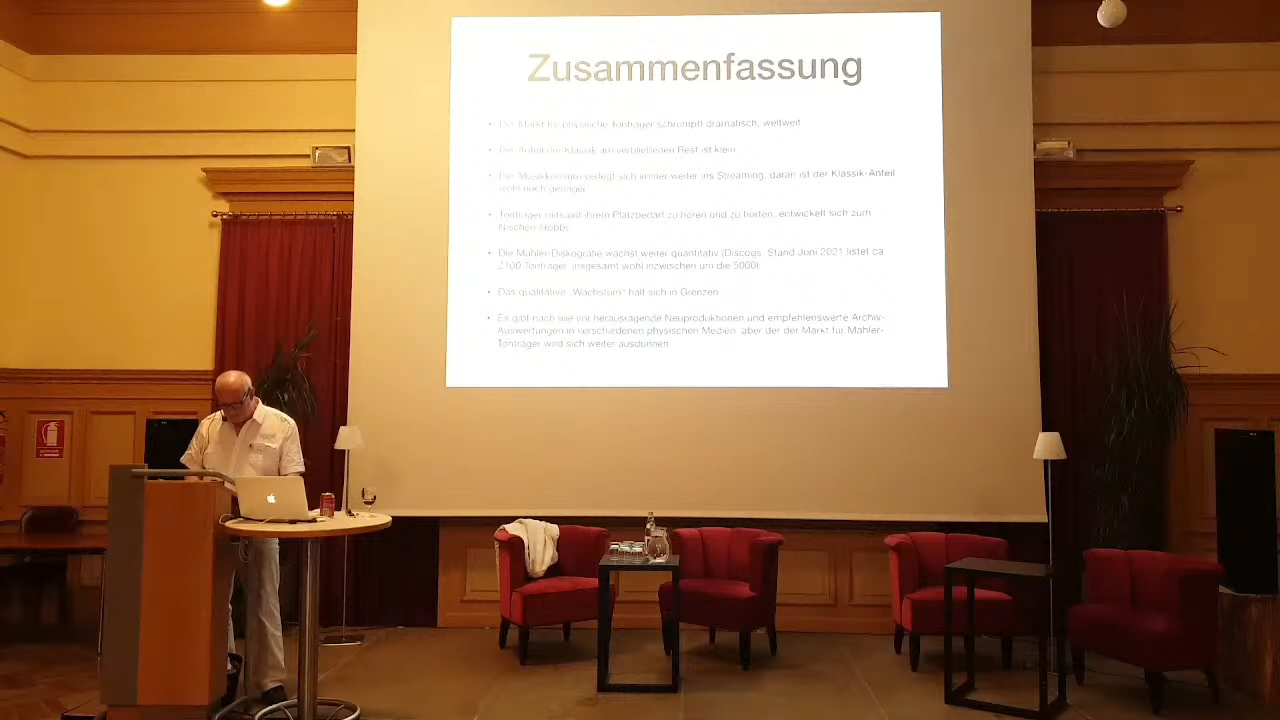 Zusammenfassung
• Der Markt für physische Tonträger schrumpft dramatisch, weltweit
• Der Anteil der Klassik am verbliebenen Rest ist klein
• Der Musikkonsum verlegt sich immer weiter ins Streaming, daran ist der Klassik-Anteil
wohl noch geringer
• Tonträger mitsamt ihrem Platzbedarf zu hören und zu horten, entwickelt sich zum
Nischen-Hobby
• Die Mahler-Diskografie wächst weiter quantitativ (Discogs, Stand Juni 2021 listet ca
2100 Tonträger, insgesamt wohl inzwischen um die 5000)
• Das qualitative „Wachstum“ hält sich in Grenzen
• Es gibt nach wie vor herausragende Neuproduktionen und empfehlenswerte Archiv-
Auswertungen in verschiedenen physischen Medien, aber der der Markt für Mahler-
Tonträger wird sich weiter ausdünnen